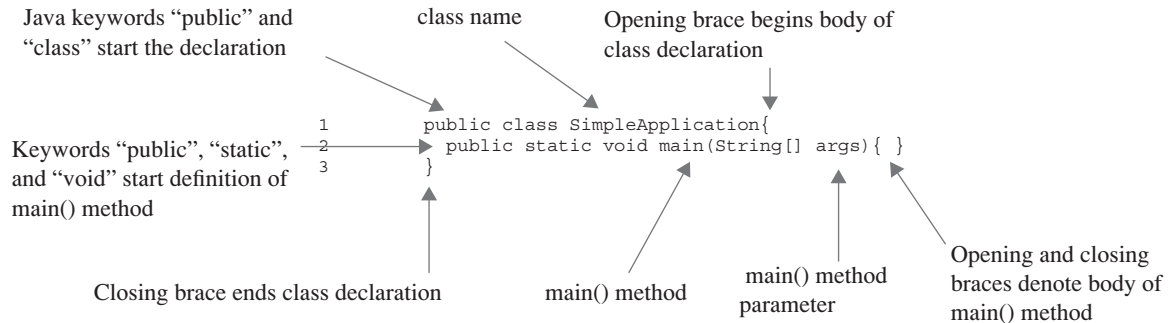 Java keywords “public” and
“class” start the declaration
class name
Opening brace begins body of
class declaration
1 public class SimpleApplication{
2 public static void main(String[] args){ }
3 }
Keywords “public”, “static”,
and “void” start definition of
main() method
Closing brace ends class declaration
main() method
main() method
parameter
Opening and closing
braces denote body of
main() method